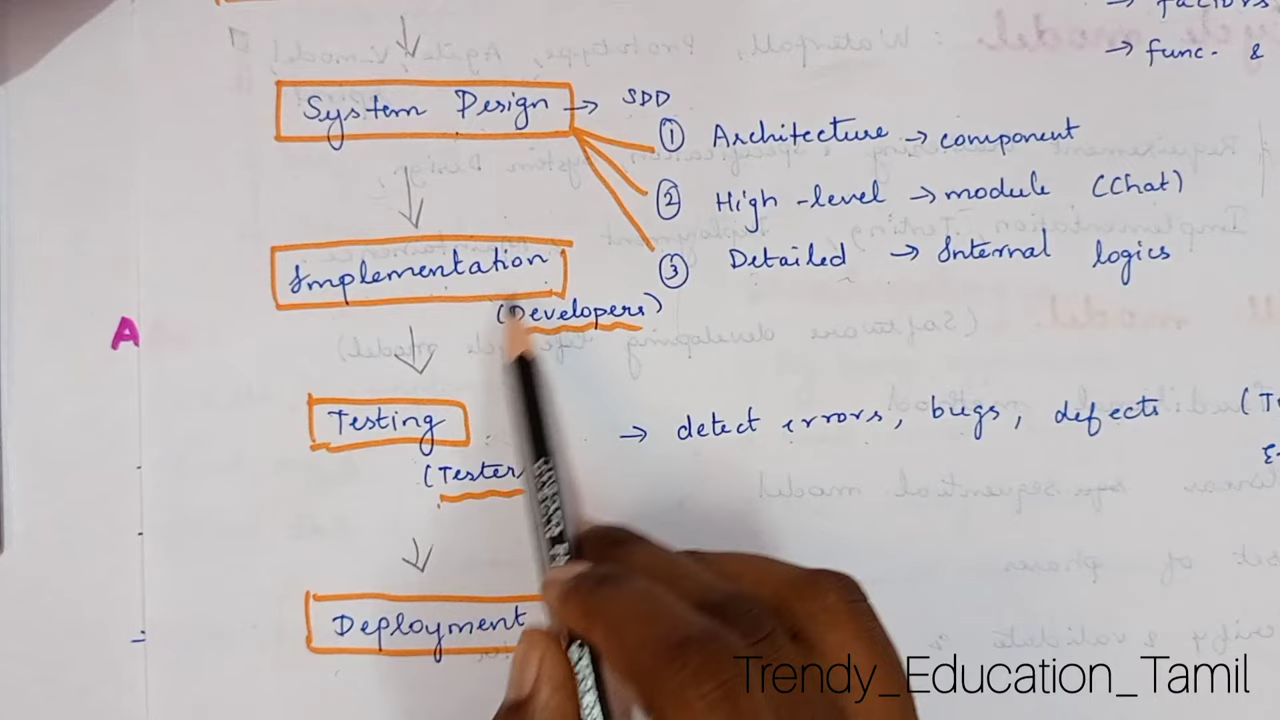 → factors
→ func. &
System Design → SDD
① Architecture → component
② High-level → module (Chat)
③ Detailed → Internal logics
Implementation
(Developers)
A
Testing → detect errors, bugs, defects
(Tester
Deployment
Trendy_Education_Tamil